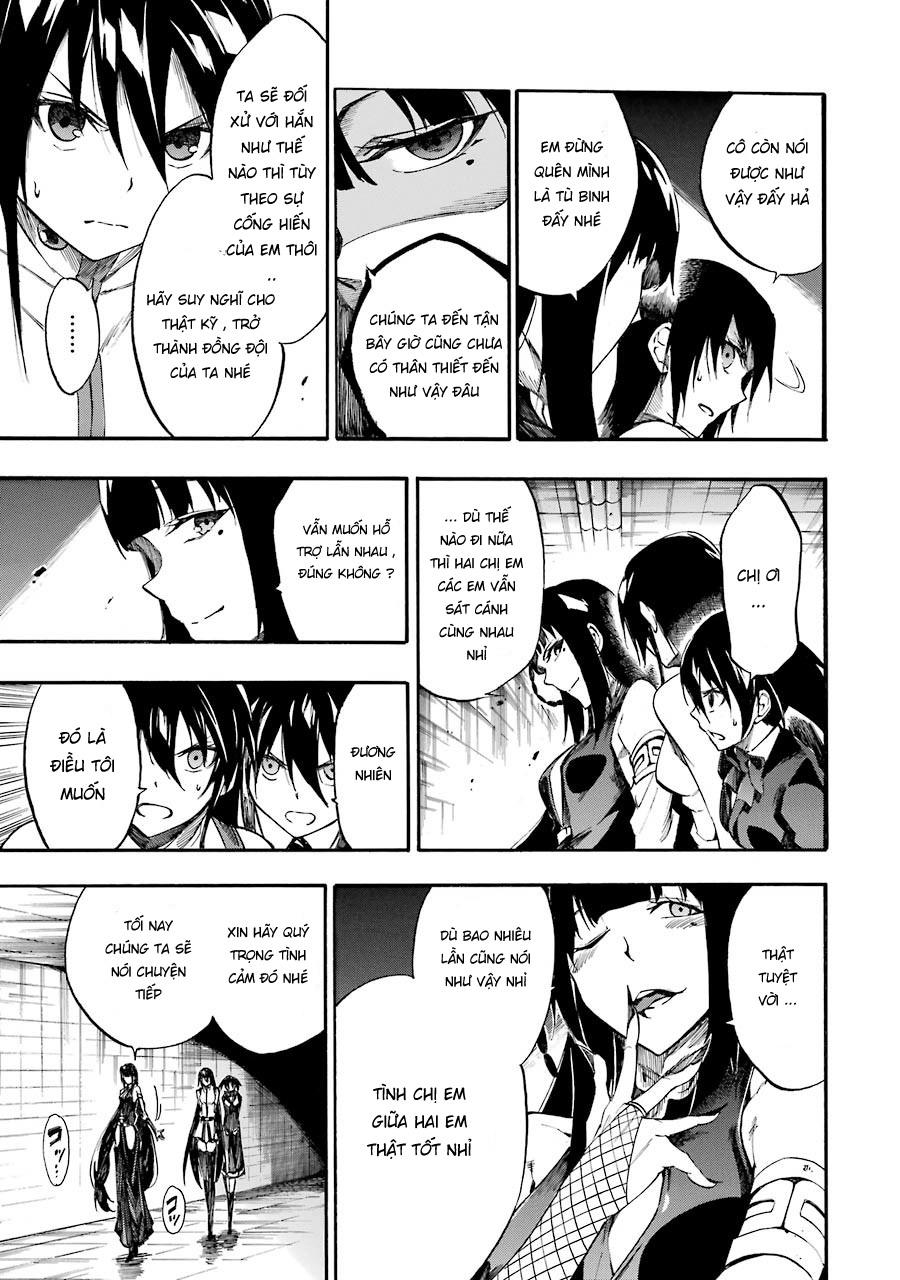 CÔ CÒN NÓI
ĐƯỢC NHƯ
VẬY ĐẤY HẢ
EM ĐỪNG
QUÊN MÌNH
LÀ TÙ BINH
ĐẤY NHÉ
CHÚNG TA ĐẾN TẬN
BÂY GIỜ CŨNG CHƯA
CÓ THÂN THIẾT ĐẾN
NHƯ VẬY ĐÂU
TA SẼ ĐỐI
XỬ VỚI HẮN
NHƯ THẾ
NÀO THÌ TÙY
THEO SỰ
CỐNG HIẾN
CỦA EM THÔI
..
HÃY SUY NGHĨ CHO
THẬT KỸ , TRỞ
THÀNH ĐỒNG ĐỘI
CỦA TA NHÉ
......
CHỊ ƠI
...
... DÙ THẾ
NÀO ĐI NỮA
THÌ HAI CHỊ EM
CÁC EM VẪN
SÁT CÁNH
CÙNG NHAU
NHỈ
VẪN MUỐN HỖ
TRỢ LẪN NHAU ,
ĐÚNG KHÔNG ?
ĐƯƠNG
NHIÊN
ĐÓ LÀ
ĐIỀU TÔI
MUỐN
THẬT
TUYỆT
VỜI ...
DÙ BAO NHIÊU
LẦN CŨNG NÓI
NHƯ VẬY NHỈ
TÌNH CHỊ EM
GIỮA HAI EM
THẬT TỐT NHỈ
XIN HÃY QUÝ
TRỌNG TÌNH
CẢM ĐÓ NHÉ
TỐI NAY
CHÚNG TA SẼ
NÓI CHUYỆN
TIẾP
コッ
コツ…